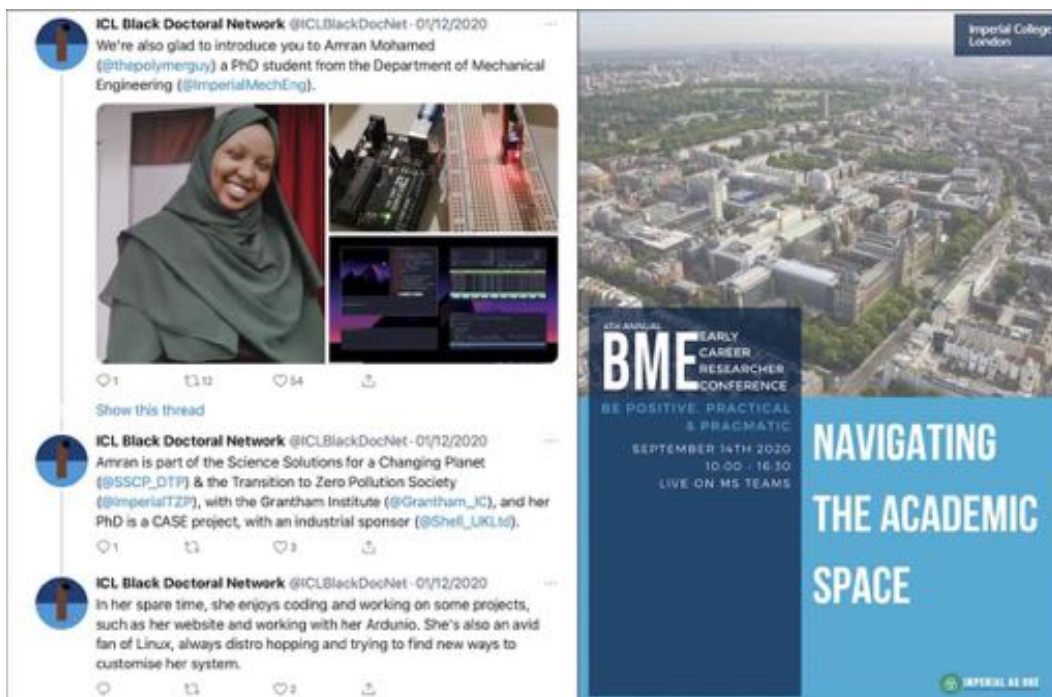 ICL Black Doctoral Network @ICLBlackDocNet · 01/12/2020
We're also glad to introduce you to Amran Mohamed
(@thepolymerguy) a PhD student from the Department of Mechanical
Engineering (@ImperialMechEng).
1 12 54
Show this thread
ICL Black Doctoral Network @ICLBlackDocNet · 01/12/2020
Amran is part of the Science Solutions for a Changing Planet
(@SSCP_DTP) & the Transition to Zero Pollution Society
(@ImperialTZP), with the Grantham Institute (@Grantham_IC), and her
PhD is a CASE project, with an industrial sponsor (@Shell_UKLtd).
1 3
ICL Black Doctoral Network @ICLBlackDocNet · 01/12/2020
In her spare time, she enjoys coding and working on some projects,
such as her website and working with her Ardunio. She's also an avid
fan of Linux, always distro hopping and trying to find new ways to
customise her system.
2
Imperial College
London
4TH ANNUAL
BME EARLY
CAREER
RESEARCHER
CONFERENCE
BE POSITIVE, PRACTICAL
& PRAGMATIC
SEPTEMBER 14TH 2020
10:00 - 16:30
LIVE ON MS TEAMS
NAVIGATING
THE ACADEMIC
SPACE
IMPERIAL AS ONE